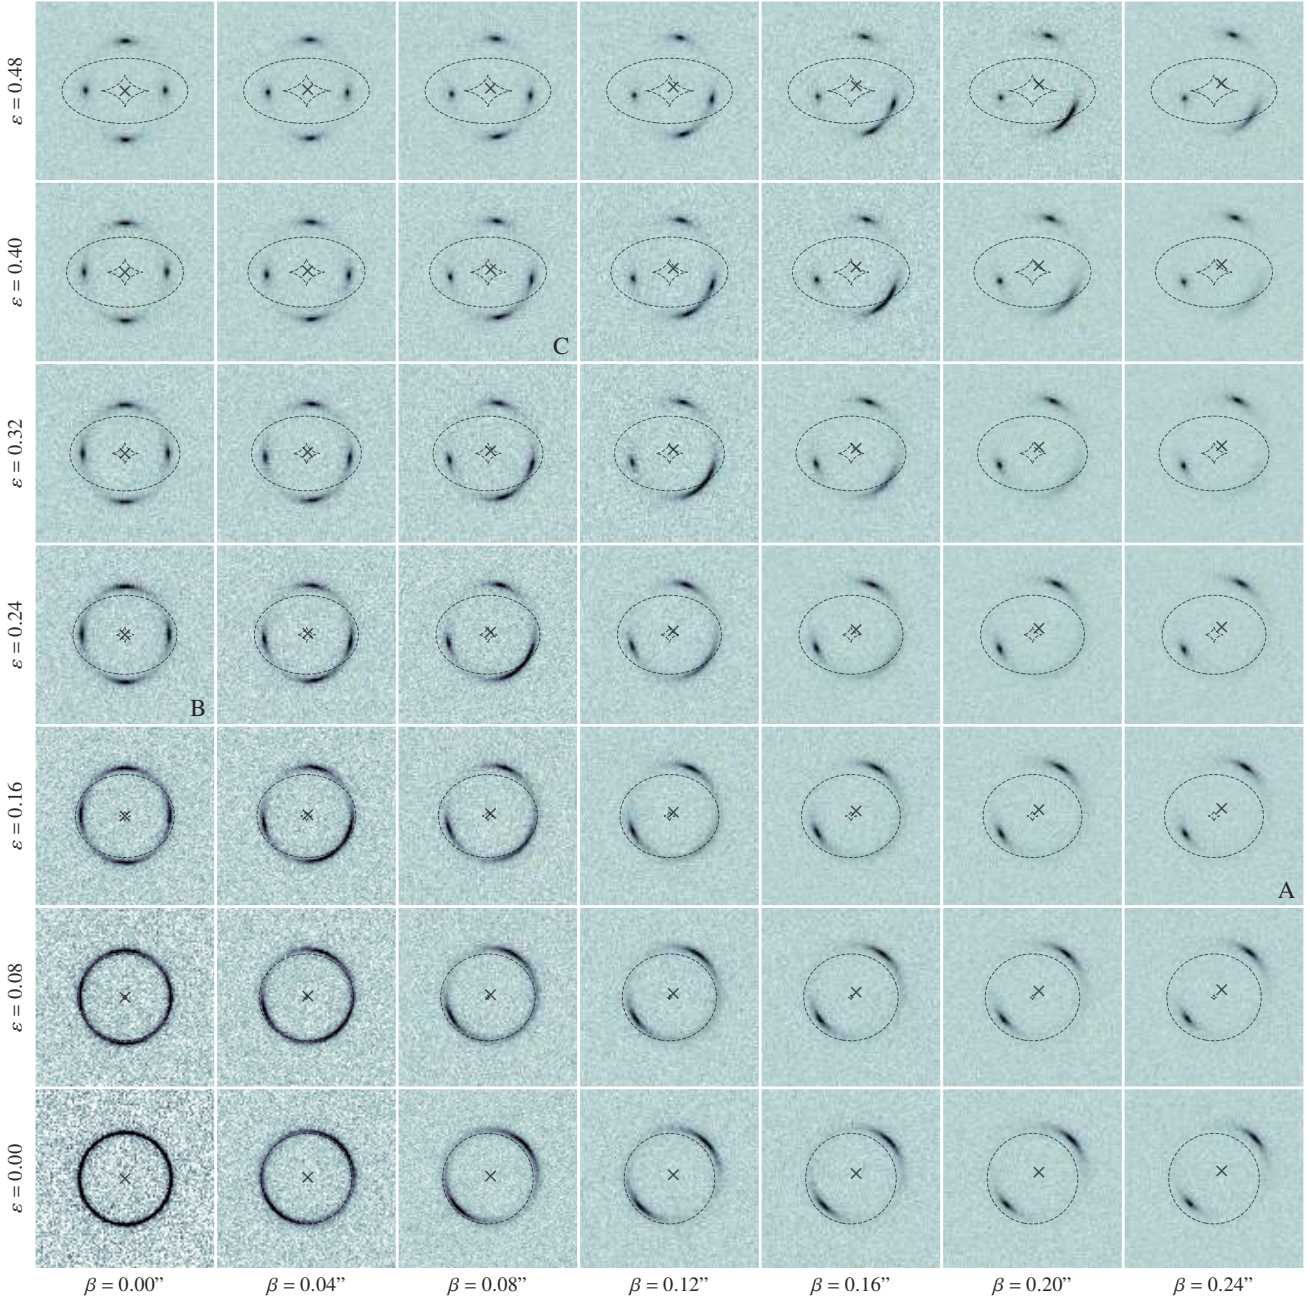 ε = 0.48
ε = 0.40
C
ε = 0.32
ε = 0.24
B
ε = 0.16
A
ε = 0.08
ε = 0.00
β = 0.00” β = 0.04” β = 0.08” β = 0.12” β = 0.16” β = 0.20” β = 0.24”